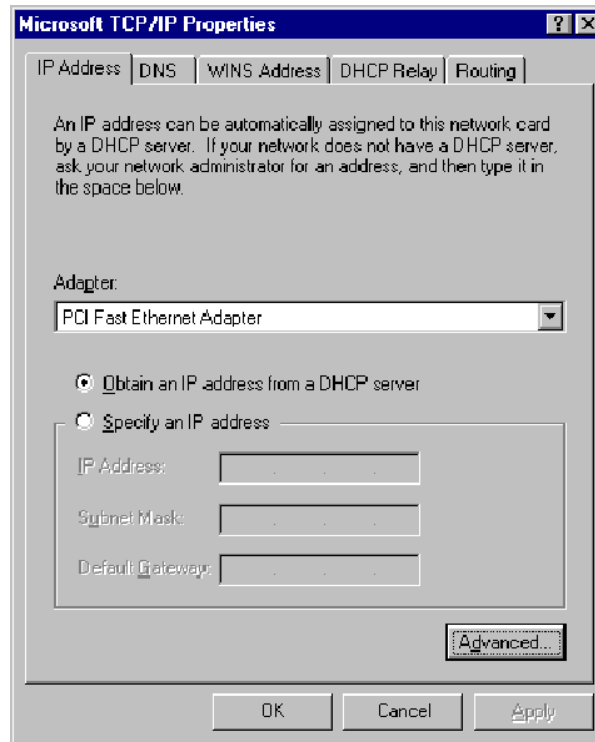 Microsoft TCP/IP Properties
IP Address DNS WINS Address DHCP Relay Routing
An IP address can be automatically assigned to this network card
by a DHCP server. If your network does not have a DHCP server,
ask your network administrator for an address, and then type it in
the space below.
Adapter:
PCI Fast Ethernet Adapter
Obtain an IP address from a DHCP server
Specify an IP address
IP Address:
Subnet Mask:
Default Gateway:
Advanced...
OK Cancel Apply